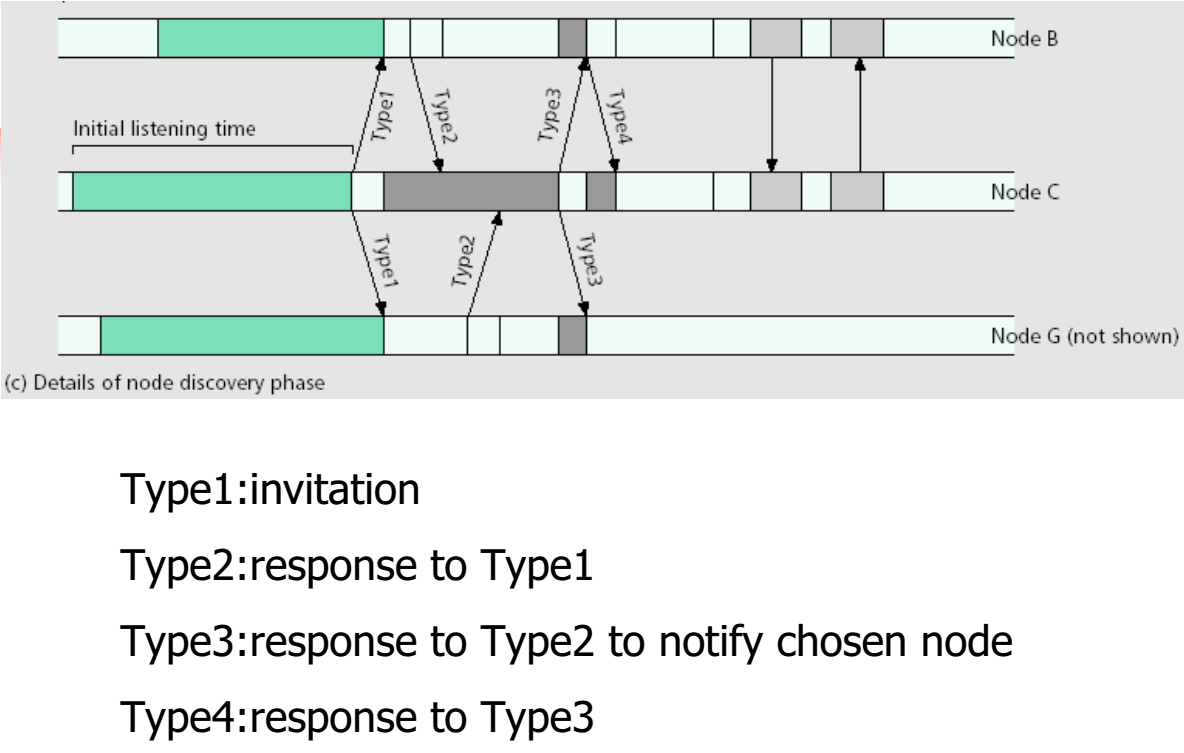 Node B
Type1
Type2
Type3
Type4
Initial listening time
Node C
Type1
Type2
Type3
Node G (not shown)
(c) Details of node discovery phase
Type1:invitation
Type2:response to Type1
Type3:response to Type2 to notify chosen node
Type4:response to Type3